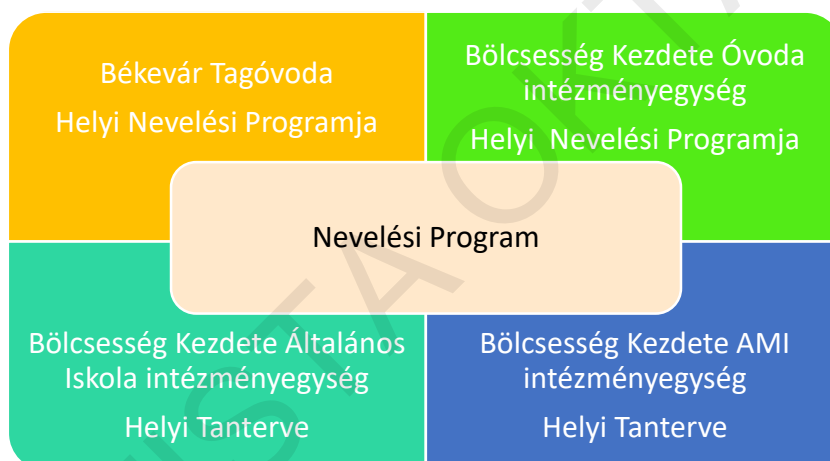 Békevár Tagóvoda
Helyi Nevelési Programja
Bölcsesség Kezdete Óvoda
intézményegység
Helyi Nevelési Programja
Nevelési Program
Bölcsesség Kezdete Általános
Iskola intézményegység
Helyi Tanterve
Bölcsesség Kezdete AMI
intézményegység
Helyi Tanterve